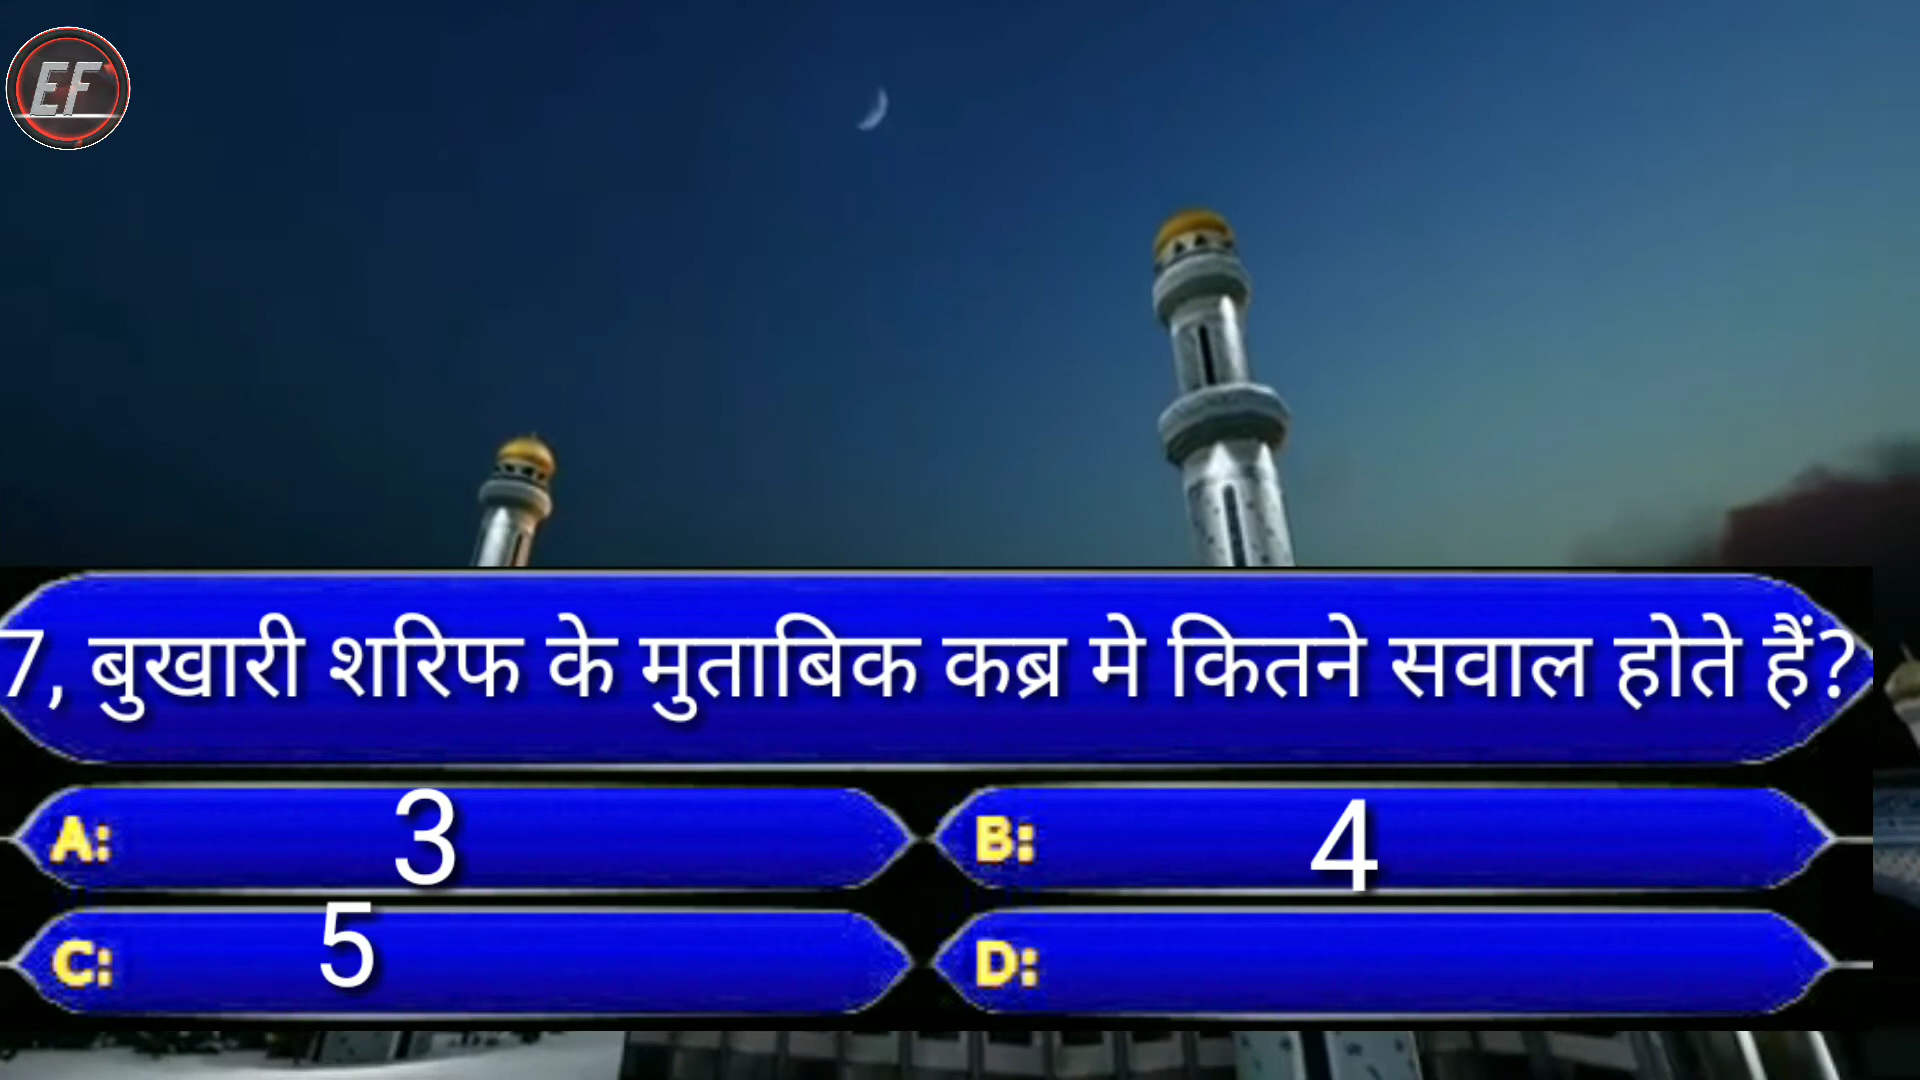 EF
7, बुखारी शरिफ के मुताबिक कब्र मे कितने सवाल होते हैं?
A: 3
B: 4
C: 5
D: